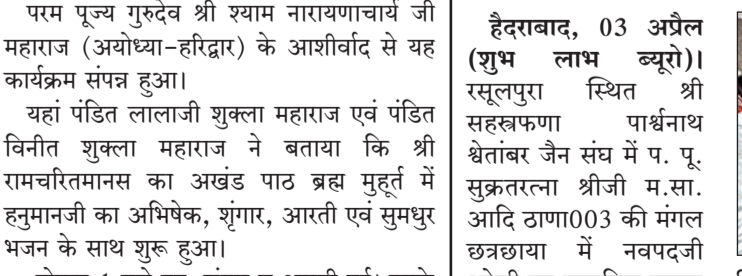 परम पूज्य गुरुदेव श्री श्याम नारायणाचार्य जी
महाराज (अयोध्या-हरिद्वार) के आशीर्वाद से यह
कार्यक्रम संपन्न हुआ।
यहां पंडित लालाजी शुक्ला महाराज एवं पंडित
विनीत शुक्ला महाराज ने बताया कि श्री
रामचरितमानस का अखंड पाठ ब्रह्म मुहूर्त में
हनुमानजी का अभिषेक, शृंगार, आरती एवं सुमधुर
भजन के साथ शुरू हुआ।
हैदराबाद, 03 अप्रैल
(शुभ लाभ ब्यूरो)।
रसूलपुरा स्थित श्री
सहस्त्रफणा पार्श्वनाथ
श्वेतांबर जैन संघ में प. पू.
सुक्रतरत्ना श्रीजी म.सा.
आदि ठाणा003 की मंगल
छत्रछाया में नवपदजी